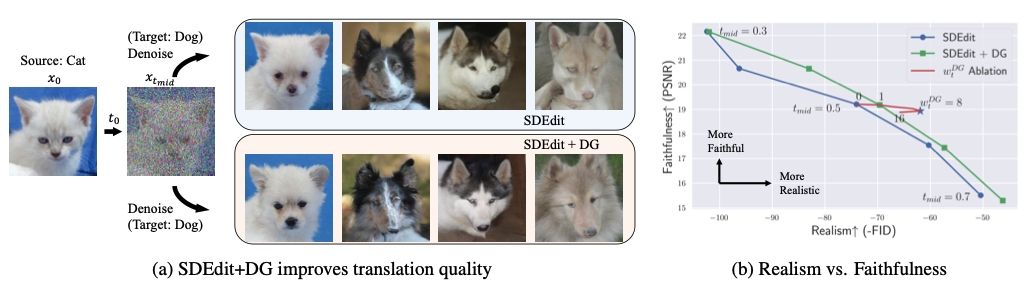 Source: Cat
x₀
t₀
(Target: Dog)
Denoise
x_{t_{mid}}
Denoise
(Target: Dog)
SDEdit
SDEdit + DG
(a) SDEdit+DG improves translation quality
Faithfulness↑ (PSNR)
22
21
20
19
18
17
16
15
t_{mid} = 0.3
t_{mid} = 0.5
t_{mid} = 0.7
0
1
16
w_t^{DG} = 8
SDEdit
SDEdit + DG
w_t^{DG} Ablation
More
Faithful
More
Realistic
−100
−90
−80
−70
−60
−50
Realism↑ (-FID)
(b) Realism vs. Faithfulness